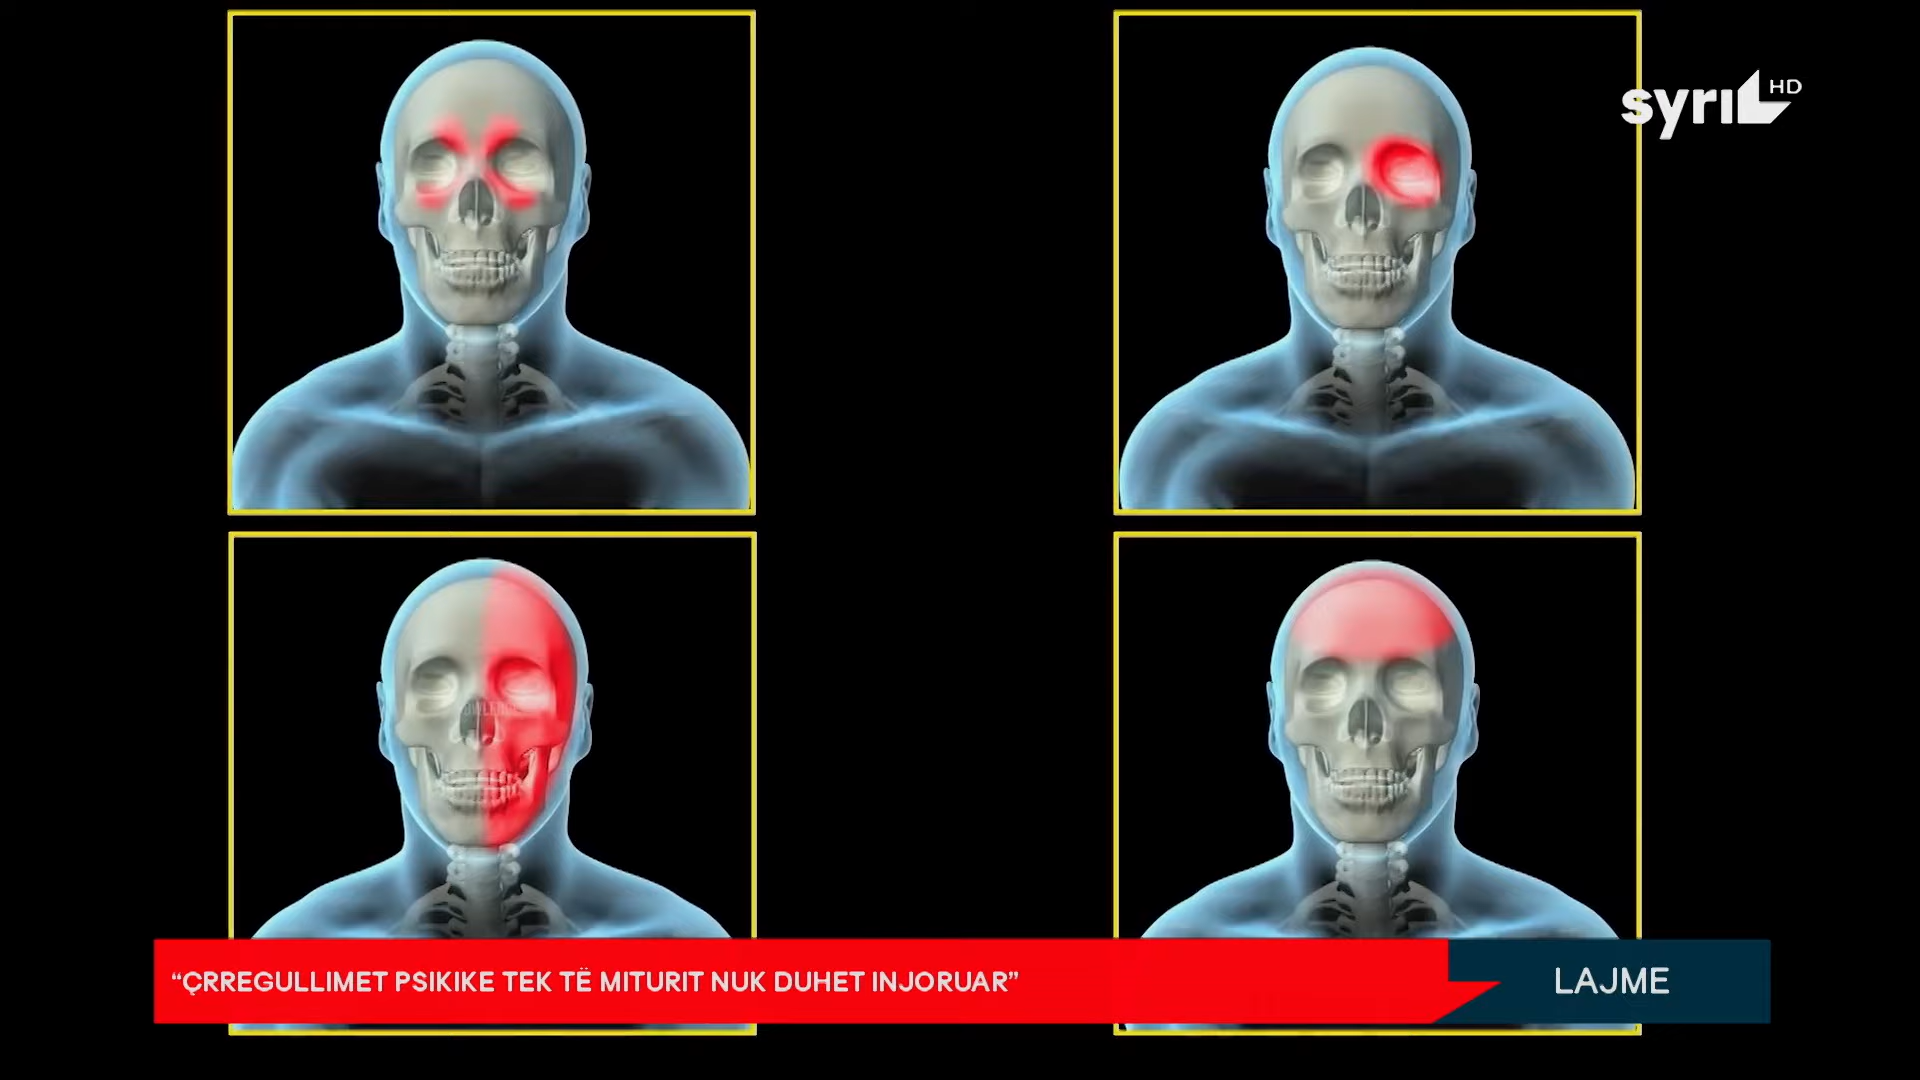 syri HD
“ÇRREGULLIMET PSIKIKE TEK TË MITURIT NUK DUHET INJORUAR”
LAJME